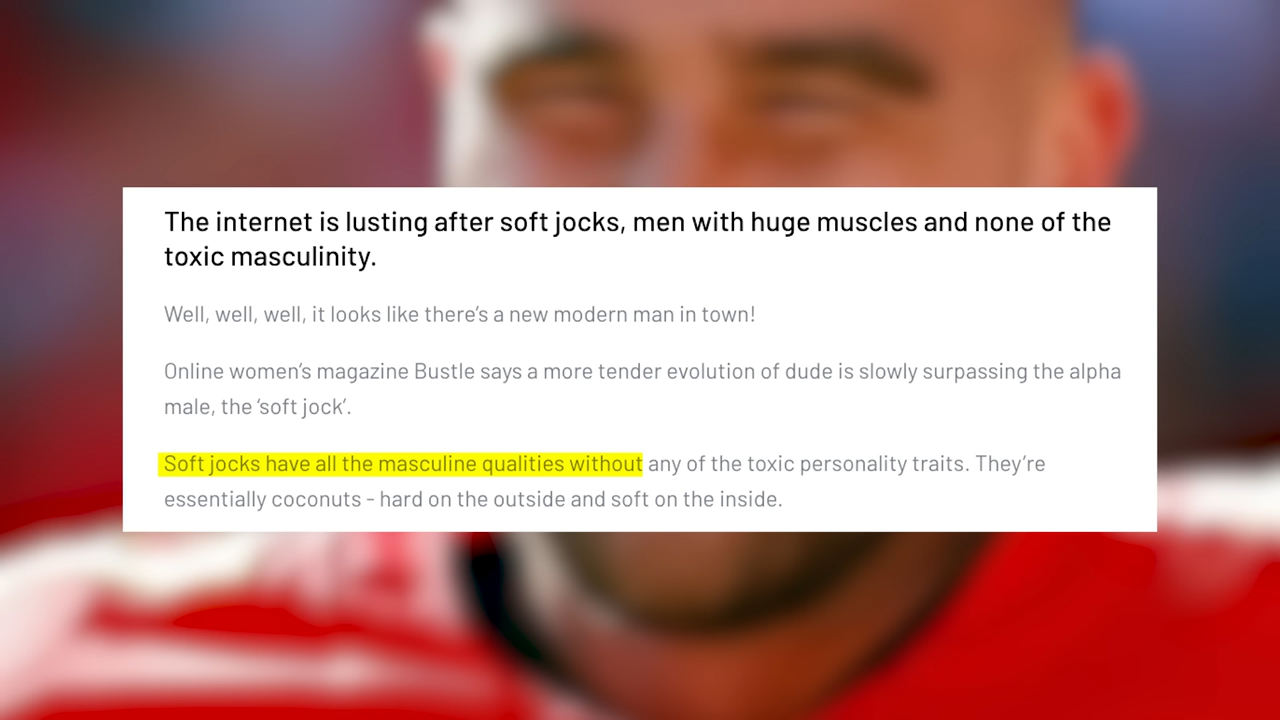 The internet is lusting after soft jocks, men with huge muscles and none of the
toxic masculinity.
Well, well, well, it looks like there’s a new modern man in town!
Online women’s magazine Bustle says a more tender evolution of dude is slowly surpassing the alpha
male, the ‘soft jock’.
Soft jocks have all the masculine qualities without any of the toxic personality traits. They’re
essentially coconuts - hard on the outside and soft on the inside.